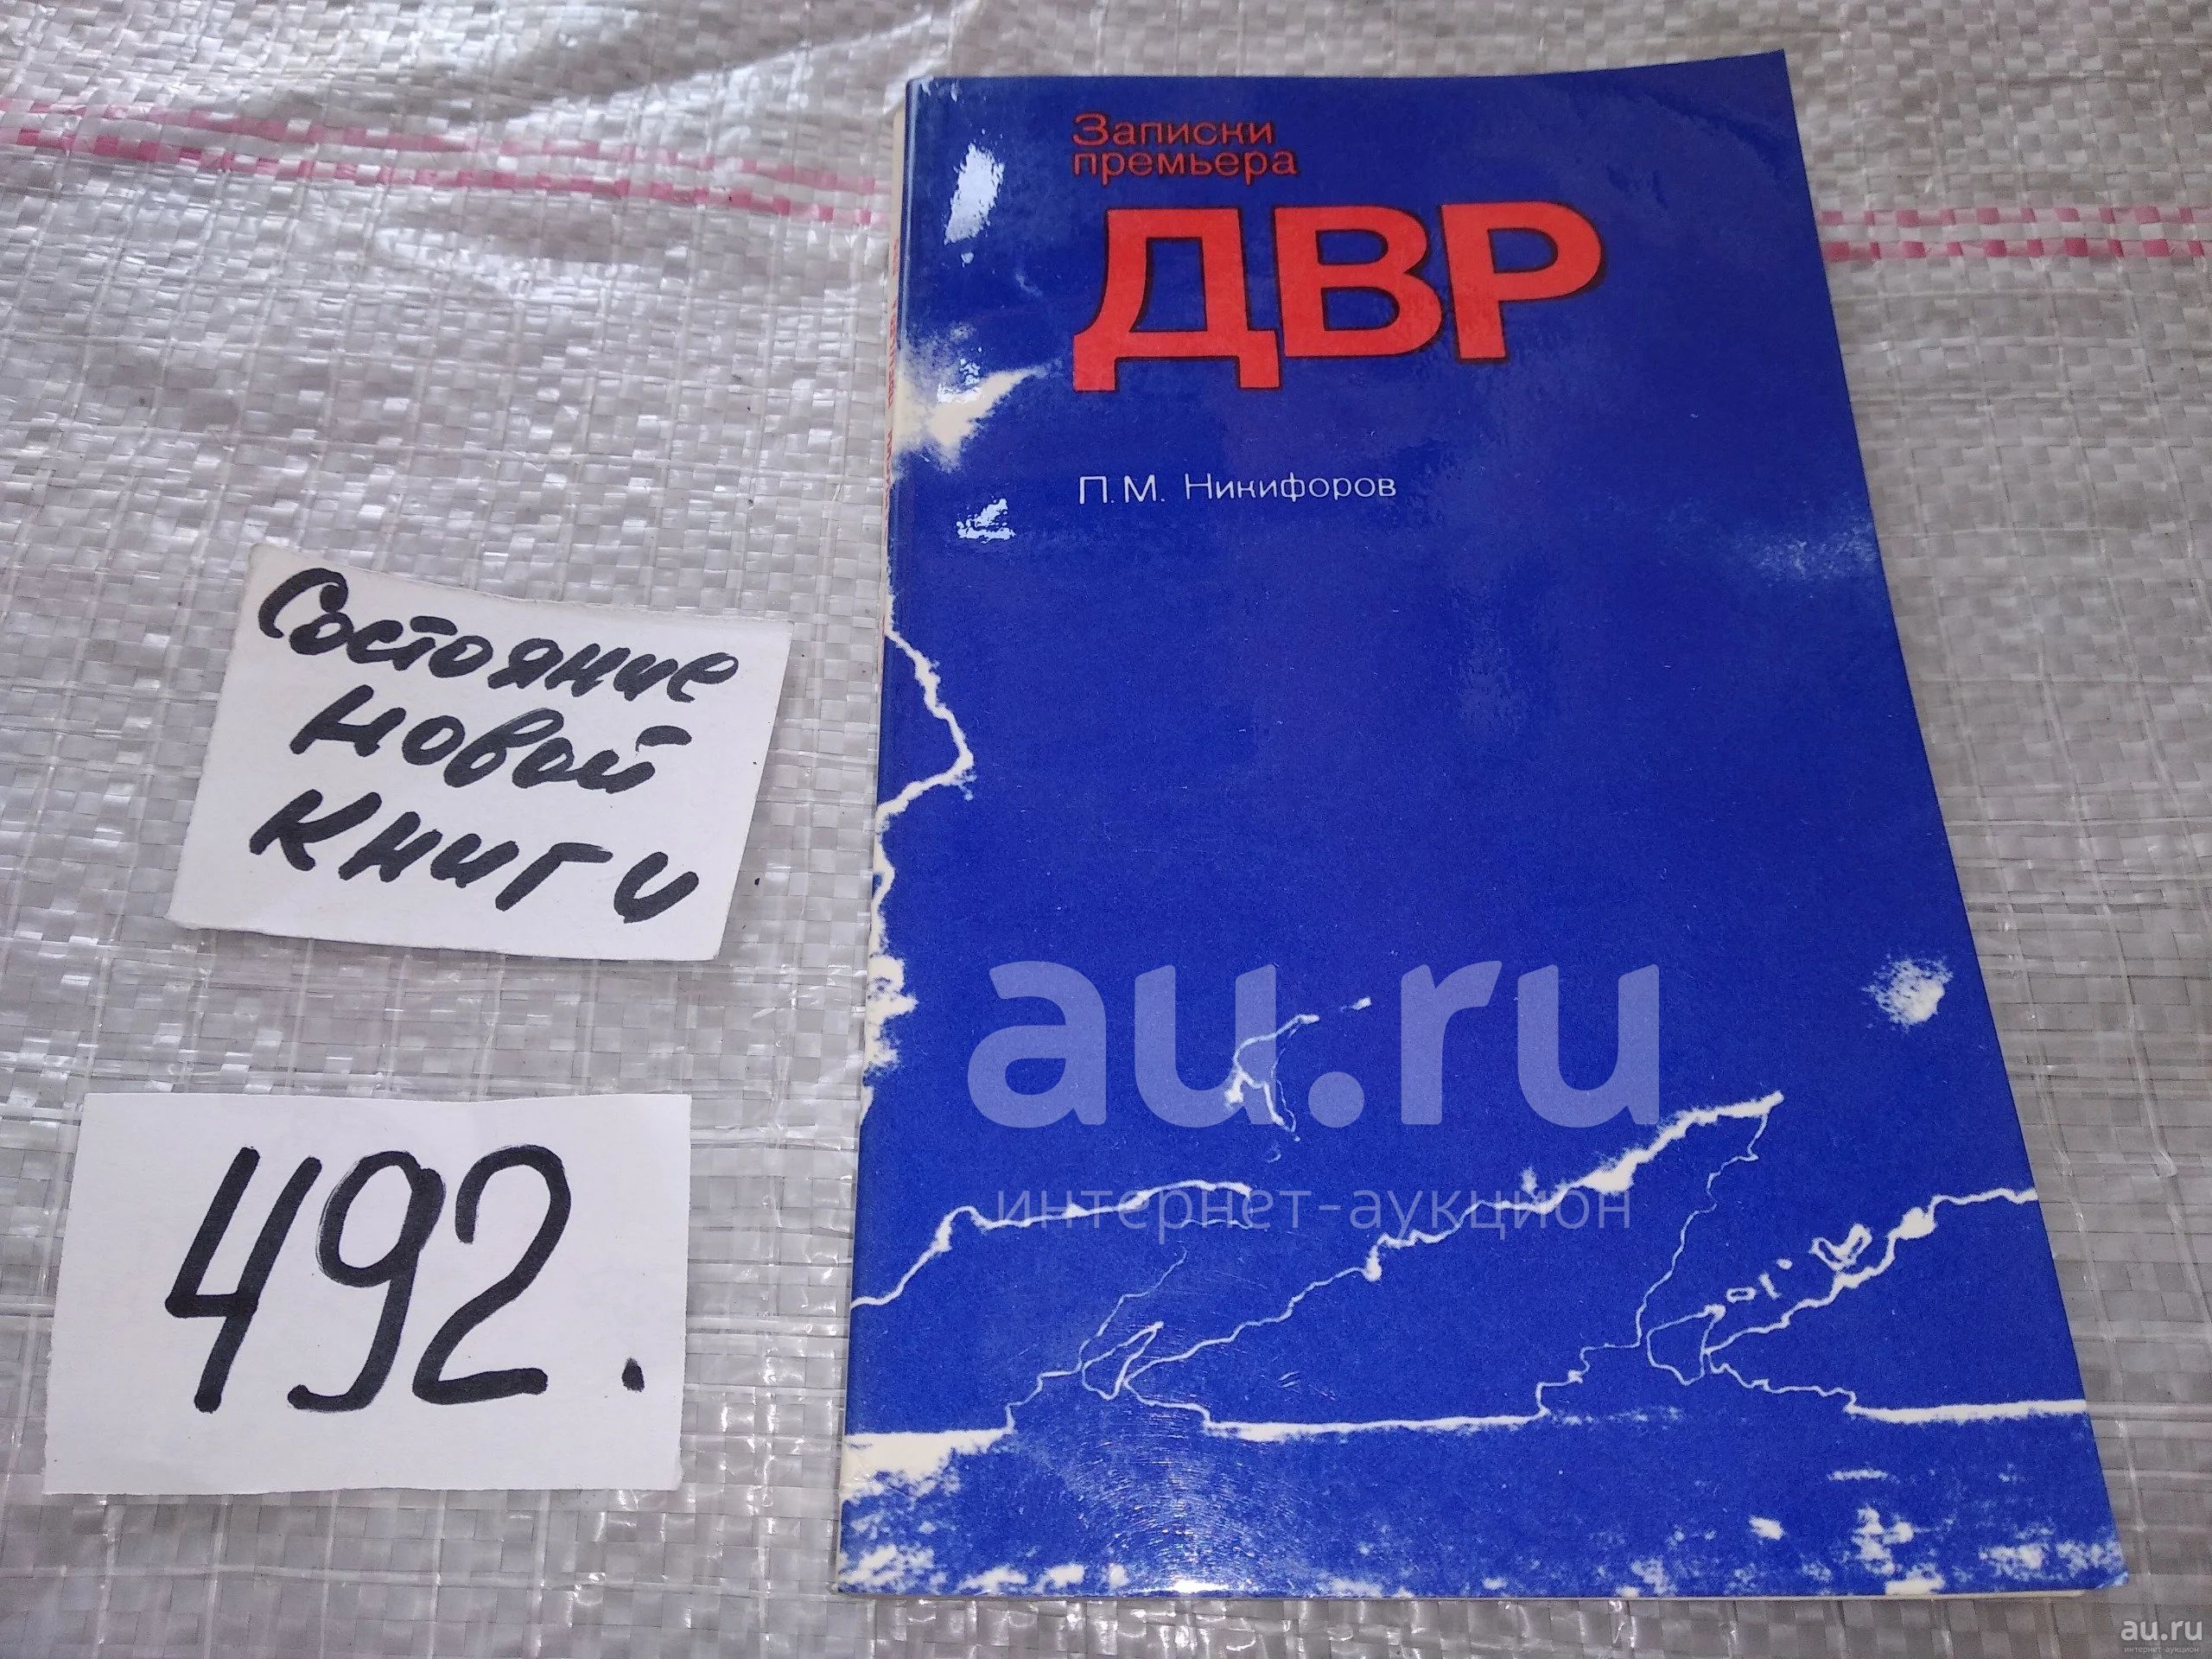 Записки
премьера
ДВР
П.М. Никифоров
Состояние
новой
книги
492.
au.ru
интернет-аукцион
au.ru
интернет-аукцион